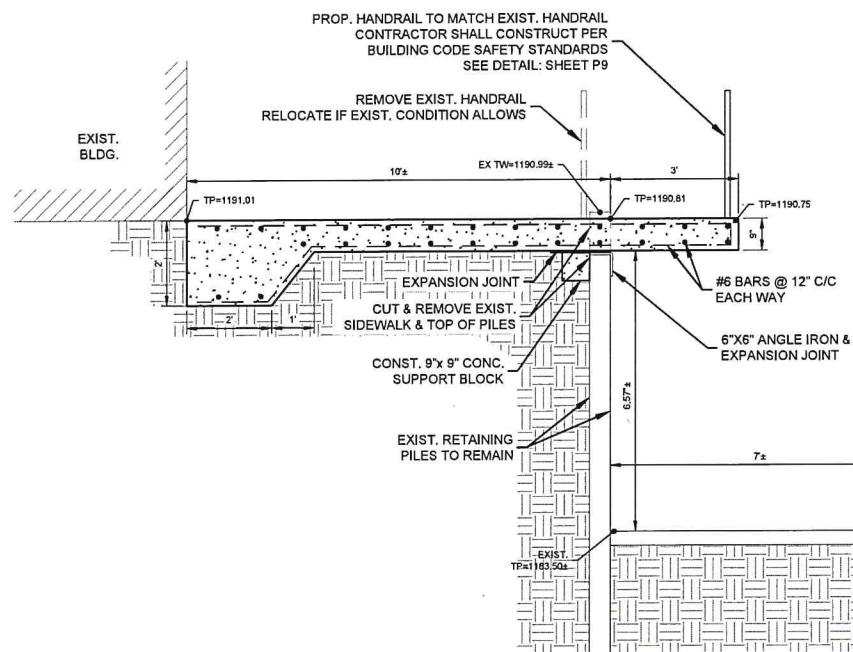 PROP. HANDRAIL TO MATCH EXIST. HANDRAIL
CONTRACTOR SHALL CONSTRUCT PER
BUILDING CODE SAFETY STANDARDS
SEE DETAIL: SHEET P9
REMOVE EXIST. HANDRAIL
RELOCATE IF EXIST. CONDITION ALLOWS
EXIST.
BLDG.
EX TW=1190.99±
10'±
3'
TP=1191.01
TP=1190.81
TP=1190.75
9"
2'
EXPANSION JOINT
#6 BARS @ 12" C/C
EACH WAY
2'
1'
CUT & REMOVE EXIST.
SIDEWALK & TOP OF PILES
6"X6" ANGLE IRON &
EXPANSION JOINT
CONST. 9"x 9" CONC.
SUPPORT BLOCK
6.57'±
EXIST. RETAINING
PILES TO REMAIN
7'±
EXIST.
TP=1183.50±